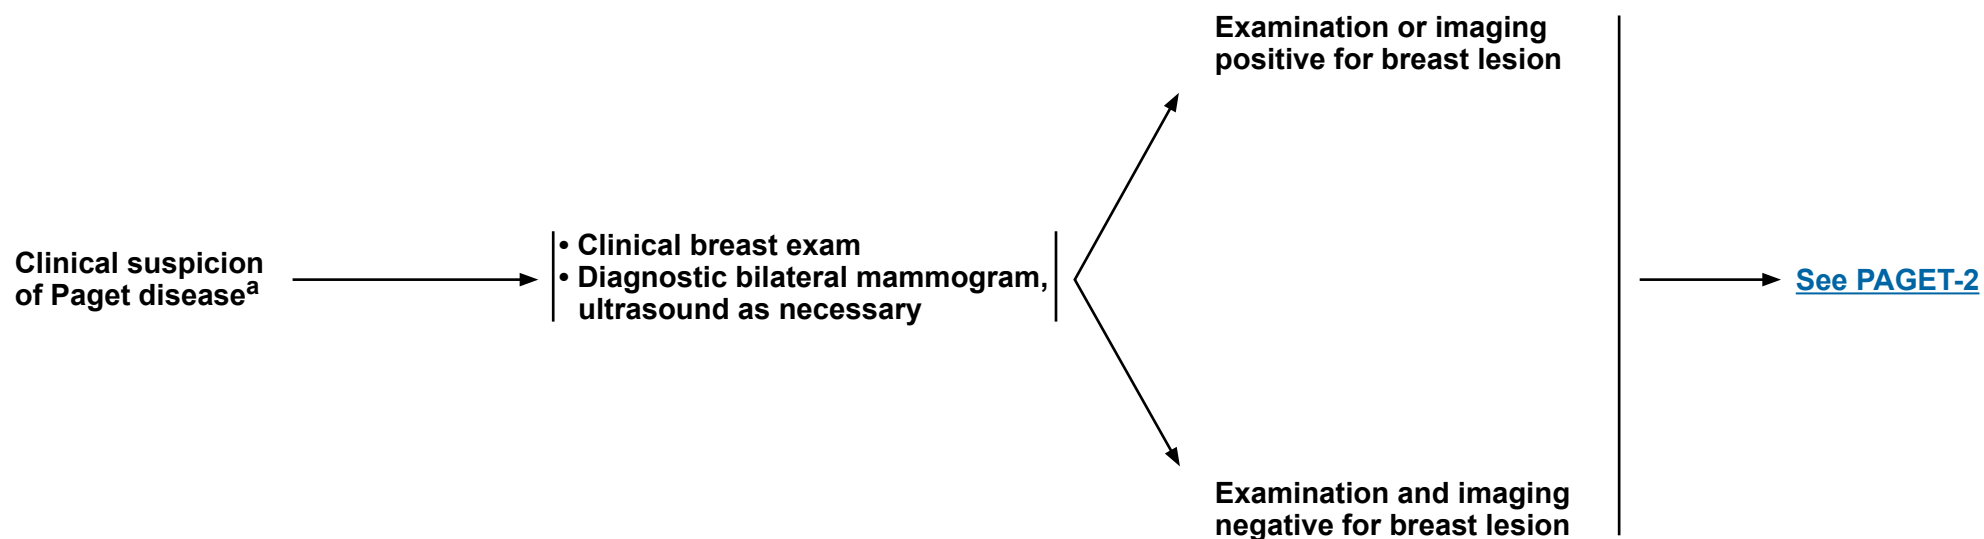 Clinical suspicion
of Paget diseaseᵃ
• Clinical breast exam
• Diagnostic bilateral mammogram,
ultrasound as necessary
Examination or imaging
positive for breast lesion
Examination and imaging
negative for breast lesion
See PAGET-2